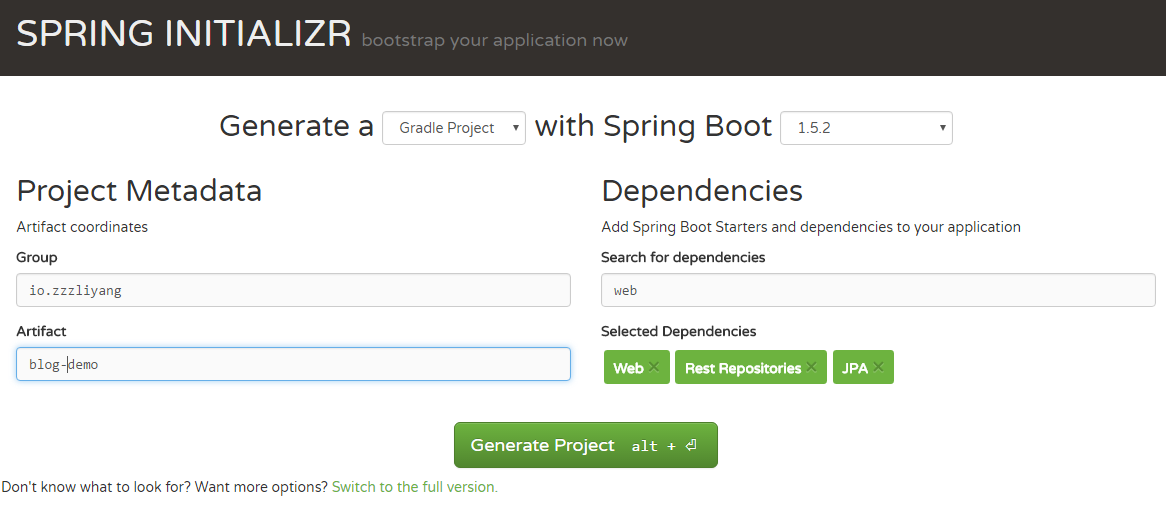 SPRING INITIALIZR bootstrap your application now
Generate a Gradle Project with Spring Boot 1.5.2
Project Metadata
Artifact coordinates
Group
io.zzzliyang
Artifact
blog-demo
Dependencies
Add Spring Boot Starters and dependencies to your application
Search for dependencies
web
Selected Dependencies
Web × Rest Repositories × JPA ×
Generate Project alt + ⏎
Don't know what to look for? Want more options? Switch to the full version.